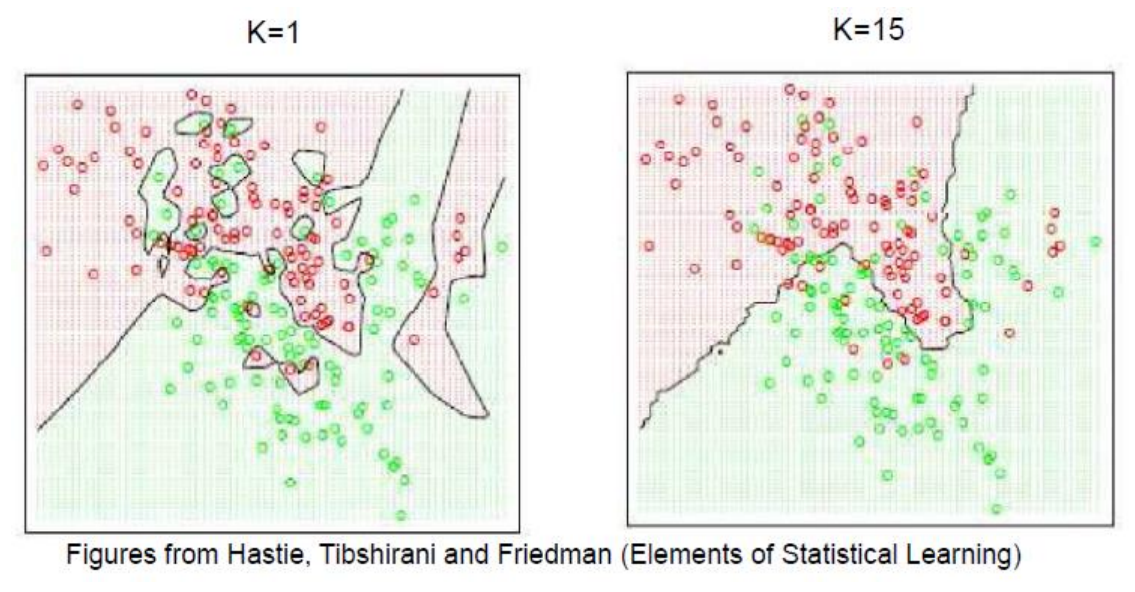 K=1
K=15
Figures from Hastie, Tibshirani and Friedman (Elements of Statistical Learning)